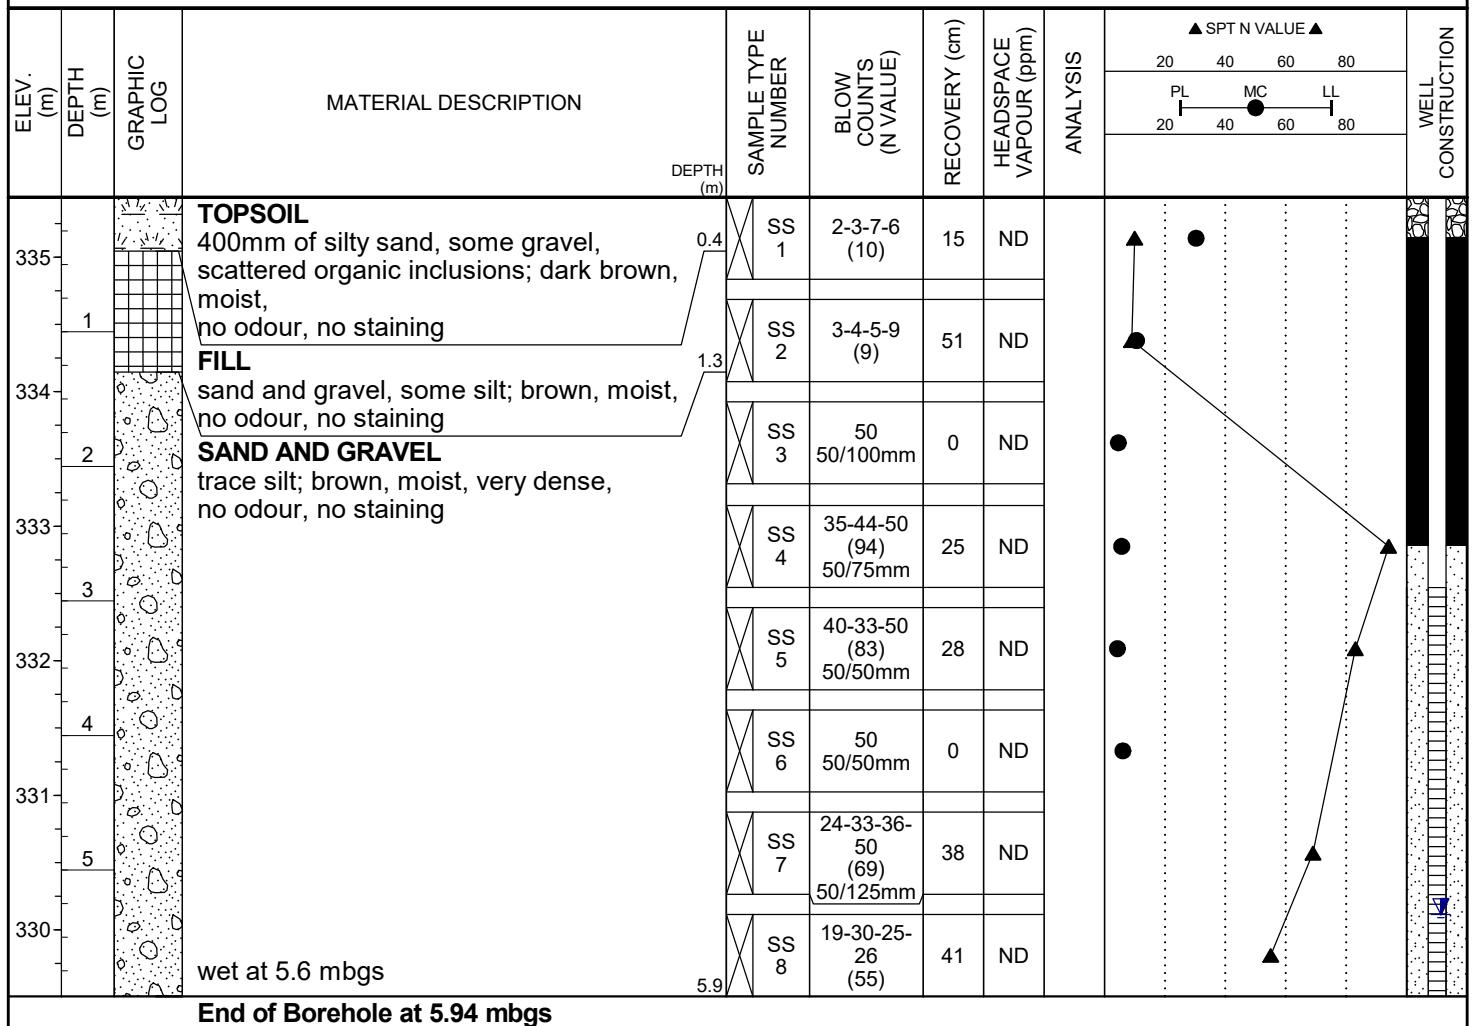 ELEV.
(m)
DEPTH
(m)
GRAPHIC
LOG
MATERIAL DESCRIPTION
DEPTH
(m)
SAMPLE TYPE
NUMBER
BLOW
COUNTS
(N VALUE)
RECOVERY (cm)
HEADSPACE
VAPOUR (ppm)
ANALYSIS
▲ SPT N VALUE ▲
20 40 60 80
PL MC LL
20 40 60 80
WELL
CONSTRUCTION
335
334
333
332
331
330
1
2
3
4
5
TOPSOIL
400mm of silty sand, some gravel,
scattered organic inclusions; dark brown,
moist,
no odour, no staining
0.4
FILL
sand and gravel, some silt; brown, moist,
no odour, no staining
1.3
SAND AND GRAVEL
trace silt; brown, moist, very dense,
no odour, no staining
wet at 5.6 mbgs
5.9
SS
1
2-3-7-6
(10)
15
ND
SS
2
3-4-5-9
(9)
51
ND
SS
3
50
50/100mm
0
ND
SS
4
35-44-50
(94)
50/75mm
25
ND
SS
5
40-33-50
(83)
50/50mm
28
ND
SS
6
50
50/50mm
0
ND
SS
7
24-33-36-
50
(69)
50/125mm
38
ND
SS
8
19-30-25-
26
(55)
41
ND
End of Borehole at 5.94 mbgs